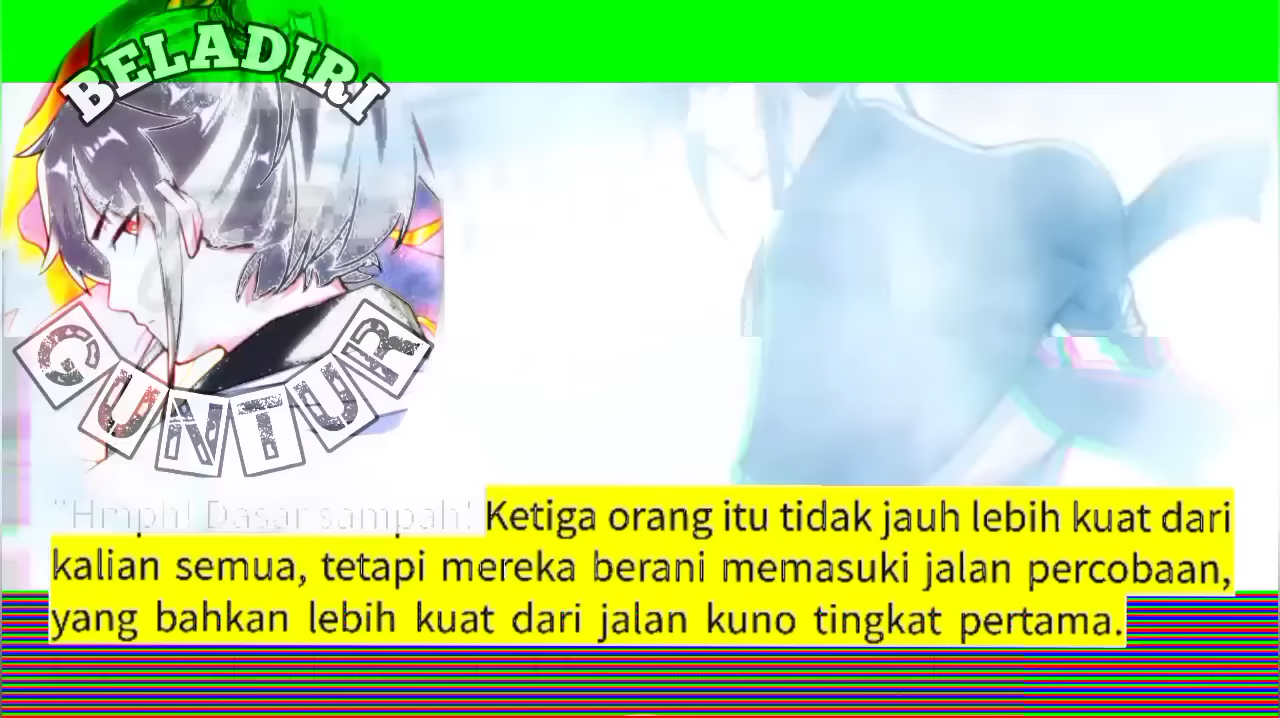 BELADIRI
GUNTUR
"Hmph! Dasar sampah! Ketiga orang itu tidak jauh lebih kuat dari
kalian semua, tetapi mereka berani memasuki jalan percobaan,
yang bahkan lebih kuat dari jalan kuno tingkat pertama.